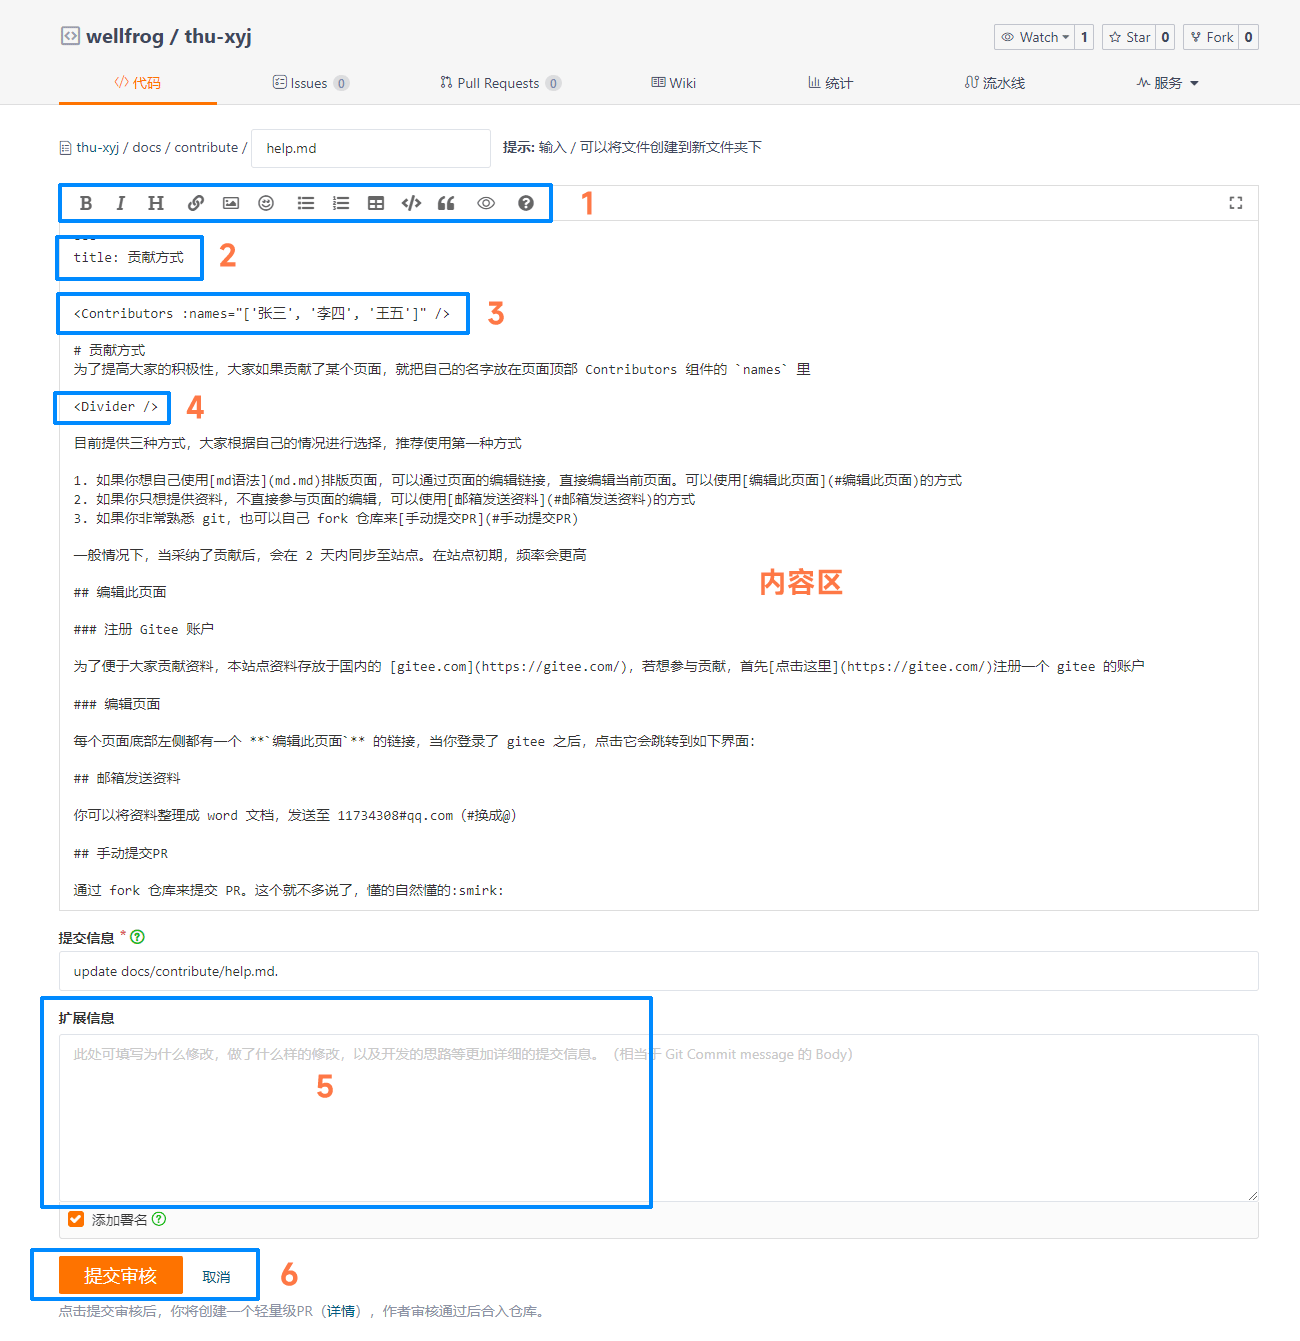 wellfrog / thu-xyj
Watch 1 Star 0 Fork 0
代码 Issues 0 Pull Requests 0 Wiki 统计 流水线 服务
thu-xyj / docs / contribute / help.md 提示: 输入 / 可以将文件创建到新文件夹下
B I H 1
---
title: 贡献方式 2
<Contributors :names="['张三', '李四', '王五']" /> 3
# 贡献方式
为了提高大家的积极性，大家如果贡献了某个页面，就把自己的名字放在页面顶部 Contributors 组件的 `names` 里
<Divider /> 4
目前提供三种方式，大家根据自己的情况进行选择，推荐使用第一种方式
1. 如果你想自己使用[md语法](md.md)排版页面，可以通过页面的编辑链接，直接编辑当前页面。可以使用[编辑此页面](#编辑此页面)的方式
2. 如果你只想提供资料，不直接参与页面的编辑，可以使用[邮箱发送资料](#邮箱发送资料)的方式
3. 如果你非常熟悉 git，也可以自己 fork 仓库来[手动提交PR](#手动提交PR)
一般情况下，当采纳了贡献后，会在 2 天内同步至站点。在站点初期，频率会更高
内容区
## 编辑此页面
### 注册 Gitee 账户
为了便于大家贡献资料，本站点资料存放于国内的 [gitee.com](https://gitee.com/)，若想参与贡献，首先[点击这里](https://gitee.com/)注册一个 gitee 的账户
### 编辑页面
每个页面底部左侧都有一个 **`编辑此页面`** 的链接，当你登录了 gitee 之后，点击它会跳转到如下界面：
## 邮箱发送资料
你可以将资料整理成 word 文档，发送至 11734308#qq.com（#换成@）
## 手动提交PR
通过 fork 仓库来提交 PR。这个就不多说了，懂的自然懂的:smirk:
提交信息 *
update docs/contribute/help.md.
扩展信息
此处可填写为什么修改，做了什么样的修改，以及开发的思路等更加详细的提交信息。（相当于 Git Commit message 的 Body）
5
添加署名
提交审核 取消 6
点击提交审核后，你将创建一个轻量级PR（详情），作者审核通过后合入仓库。